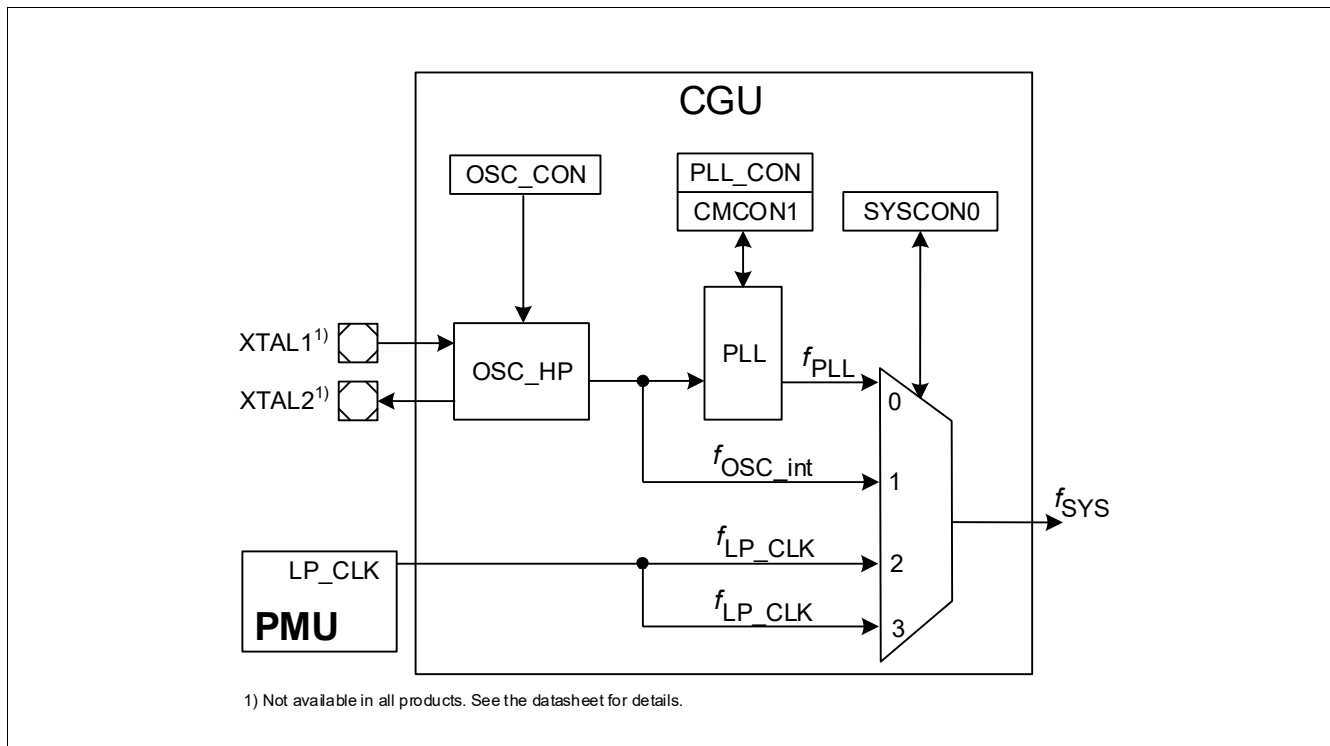 CGU
OSC_CON
PLL_CON
CMCON1
SYSCON0
XTAL1 1)
XTAL2 1)
OSC_HP
PLL
fPLL
0
fOSC_int
1
fSYS
LP_CLK
PMU
fLP_CLK
2
fLP_CLK
3
1) Not available in all products. See the datasheet for details.